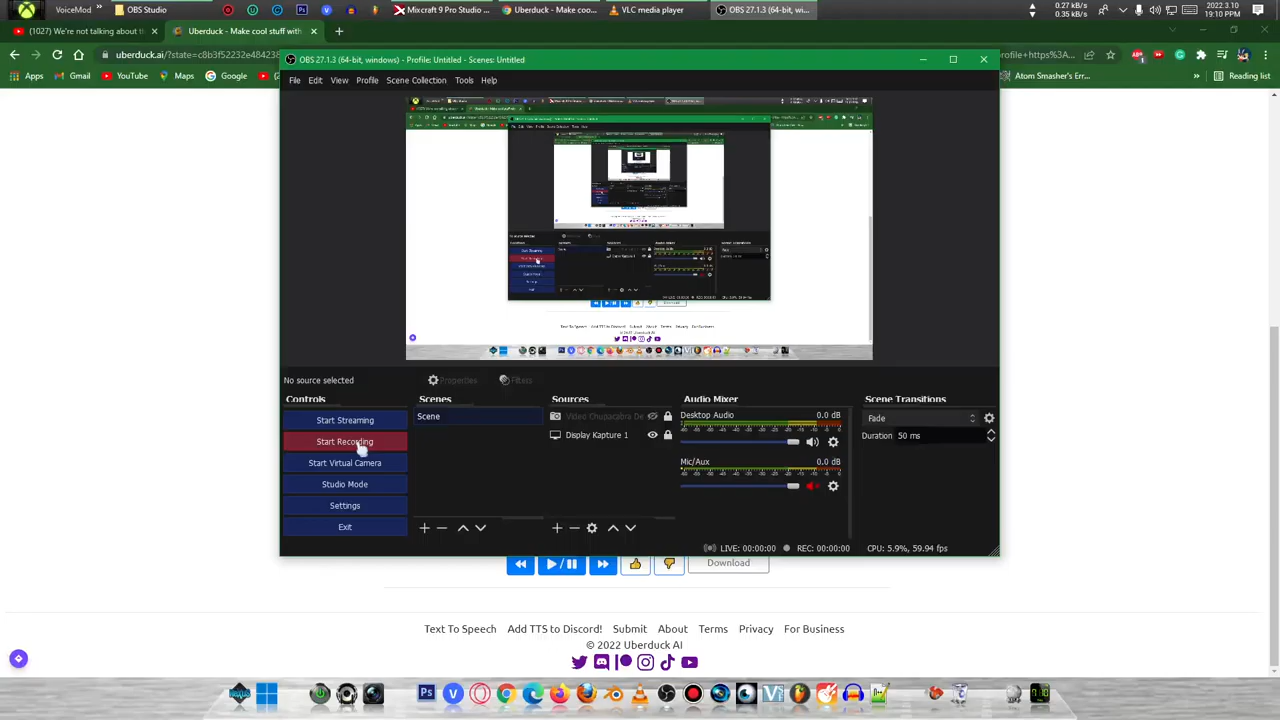 VoiceMod
OBS Studio
Mixcraft 9 Pro Studio ...
Uberduck - Make coo...
VLC media player
OBS 27.1.3 (64-bit, w...
0.27 kB/s
0.35 kB/s
2022.3.10
19:10 PM
(1027) We're not talking about th
Uberduck - Make cool stuff with
uberduck.ai/?state=c8b3f52322e484238
Apps
Gmail
YouTube
Maps
Google
Atom Smasher's Err...
Reading list
OBS 27.1.3 (64-bit, windows) - Profile: Untitled - Scenes: Untitled
File Edit View Profile Scene Collection Tools Help
No source selected
Properties
Filters
Controls
Start Streaming
Start Recording
Start Virtual Camera
Studio Mode
Settings
Exit
Scenes
Scene
Sources
Video Chupacabra De
Display Kapture 1
Audio Mixer
Desktop Audio 0.0 dB
Mic/Aux 0.0 dB
Scene Transitions
Fade
Duration 50 ms
LIVE: 00:00:00 REC: 00:00:00 CPU: 5.9%, 59.94 fps
Download
Text To Speech Add TTS to Discord! Submit About Terms Privacy For Business
© 2022 Uberduck